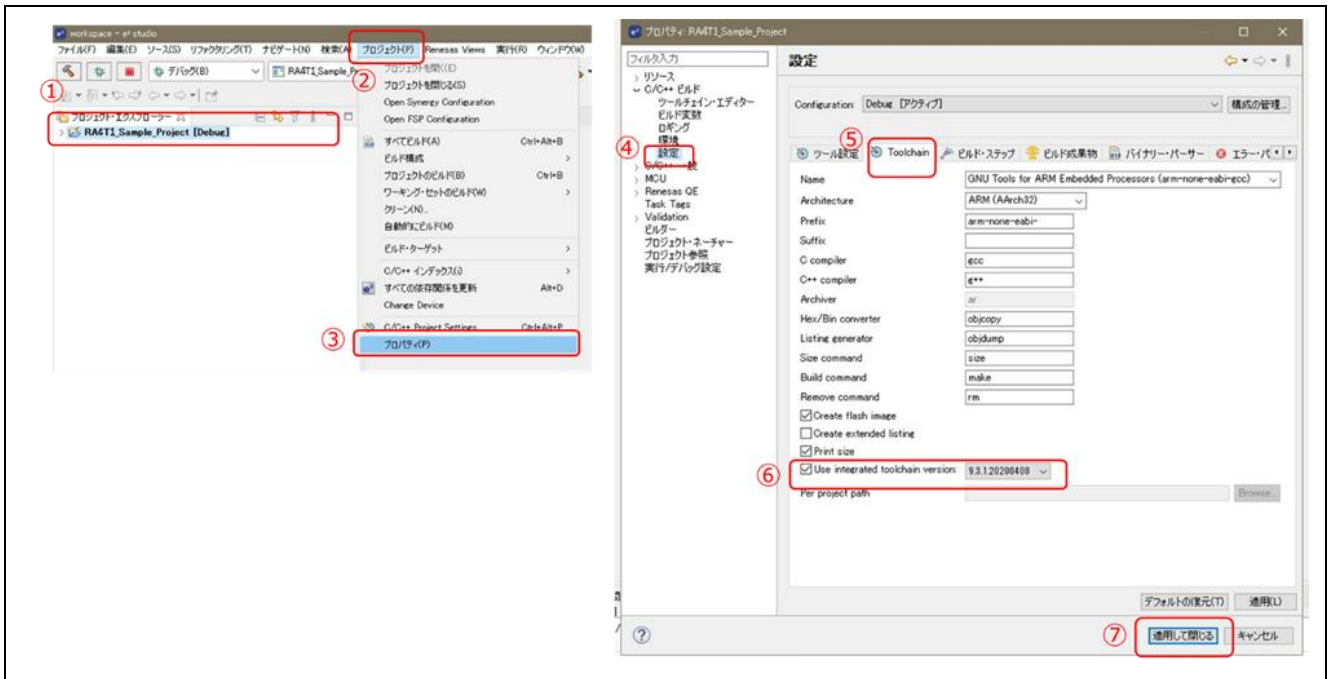 workspace - e² studio
ファイル(F) 編集(E) ソース(S) リファクタリング(T) ナビゲート(N) 検索(A) プロジェクト(P) Renesas Views 実行(R) ウィンドウ(W)
デバッグ(B) RA4T1_Sample_Pr
①
プロジェクト・エクスプローラー
RA4T1_Sample_Project [Debug]
②
プロジェクトを開く(E)
プロジェクトを閉じる(S)
Open Synergy Configuration
Open FSP Configuration
すべてビルド(A) Ctrl+Alt+B
ビルド構成
プロジェクトのビルド(B) Ctrl+B
ワーキング・セットのビルド(W)
クリーン(N)...
自動的にビルド(M)
ビルド・ターゲット
C/C++ インデックス(i)
すべての依存関係を更新 Alt+D
Change Device
C/C++ Project Settings Ctrl+Alt+P
③
プロパティ(P)
プロパティ: RA4T1_Sample_Project
フィルタ入力
リソース
C/C++ ビルド
ツールチェイン・エディター
ビルド変数
ロギング
環境
④
設定
C/C++ 一般
MCU
Renesas QE
Task Tags
Validation
ビルダー
プロジェクト・ネーチャー
プロジェクト参照
実行/デバッグ設定
設定
Configuration: Debug [アクティブ] 構成の管理...
⑤
ツール設定 Toolchain ビルド・ステップ ビルド成果物 バイナリー・パーサー エラー・パ
Name GNU Tools for ARM Embedded Processors (arm-none-eabi-gcc)
Architecture ARM (AArch32)
Prefix arm-none-eabi-
Suffix
C compiler gcc
C++ compiler g++
Archiver ar
Hex/Bin converter objcopy
Listing generator objdump
Size command size
Build command make
Remove command rm
Create flash image
Create extended listing
Print size
⑥
Use integrated toolchain version: 9.3.1.20200408
Per project path Browse...
デフォルトの復元(T) 適用(L)
⑦
適用して閉じる キャンセル